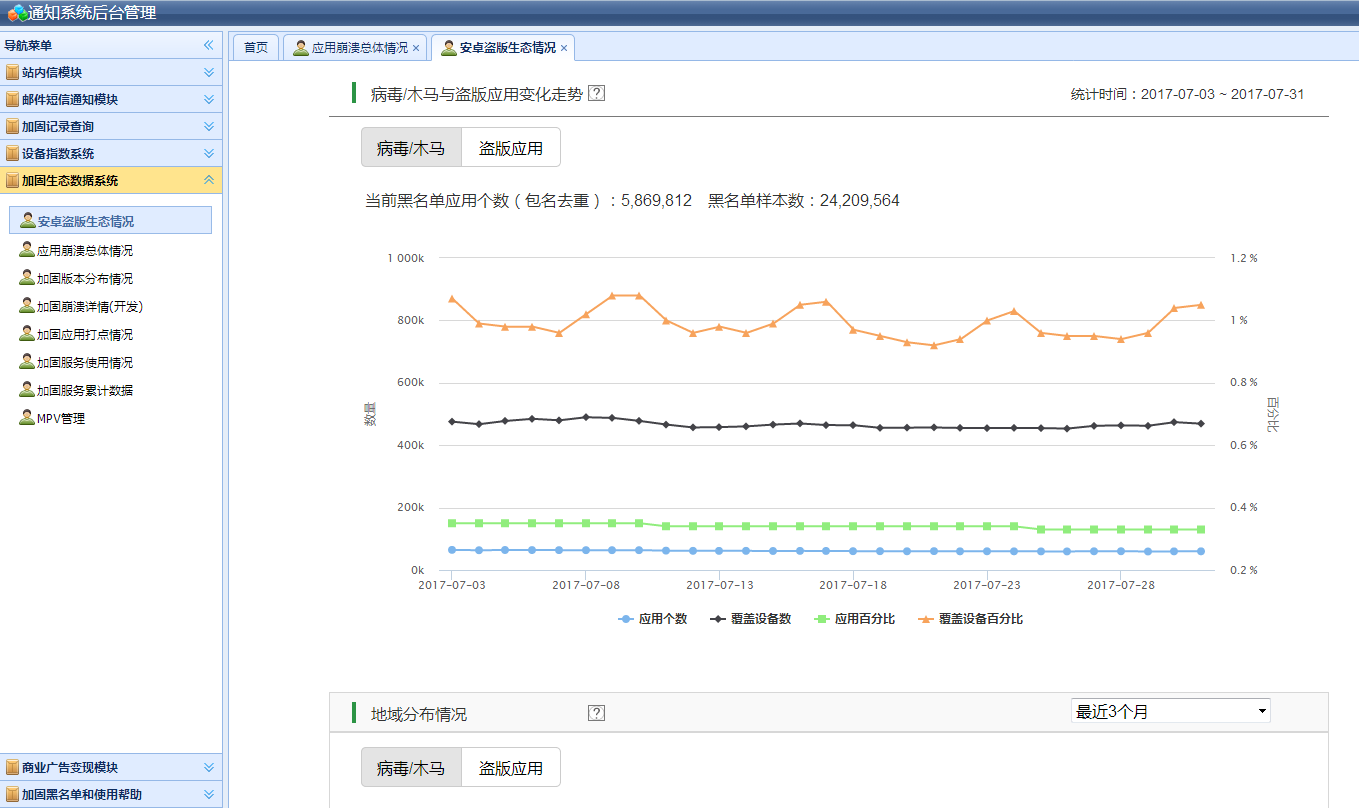 通知系统后台管理
导航菜单
站内信模块
邮件短信通知模块
加固记录查询
设备指数系统
加固生态数据系统
安卓盗版生态情况
应用崩溃总体情况
加固版本分布情况
加固崩溃详情(开发)
加固应用打点情况
加固服务使用情况
加固服务累计数据
MPV管理
商业广告变现模块
加固黑名单和使用帮助
首页 应用崩溃总体情况 × 安卓盗版生态情况 ×
病毒/木马与盗版应用变化走势 ? 统计时间：2017-07-03 ~ 2017-07-31
病毒/木马 盗版应用
当前黑名单应用个数（包名去重）：5,869,812 黑名单样本数：24,209,564
1 000k 1.2 %
800k 1 %
600k 0.8 %
数量 百分比
400k 0.6 %
200k 0.4 %
0k 0.2 %
2017-07-03 2017-07-08 2017-07-13 2017-07-18 2017-07-23 2017-07-28
应用个数 覆盖设备数 应用百分比 覆盖设备百分比
地域分布情况 ? 最近3个月
病毒/木马 盗版应用